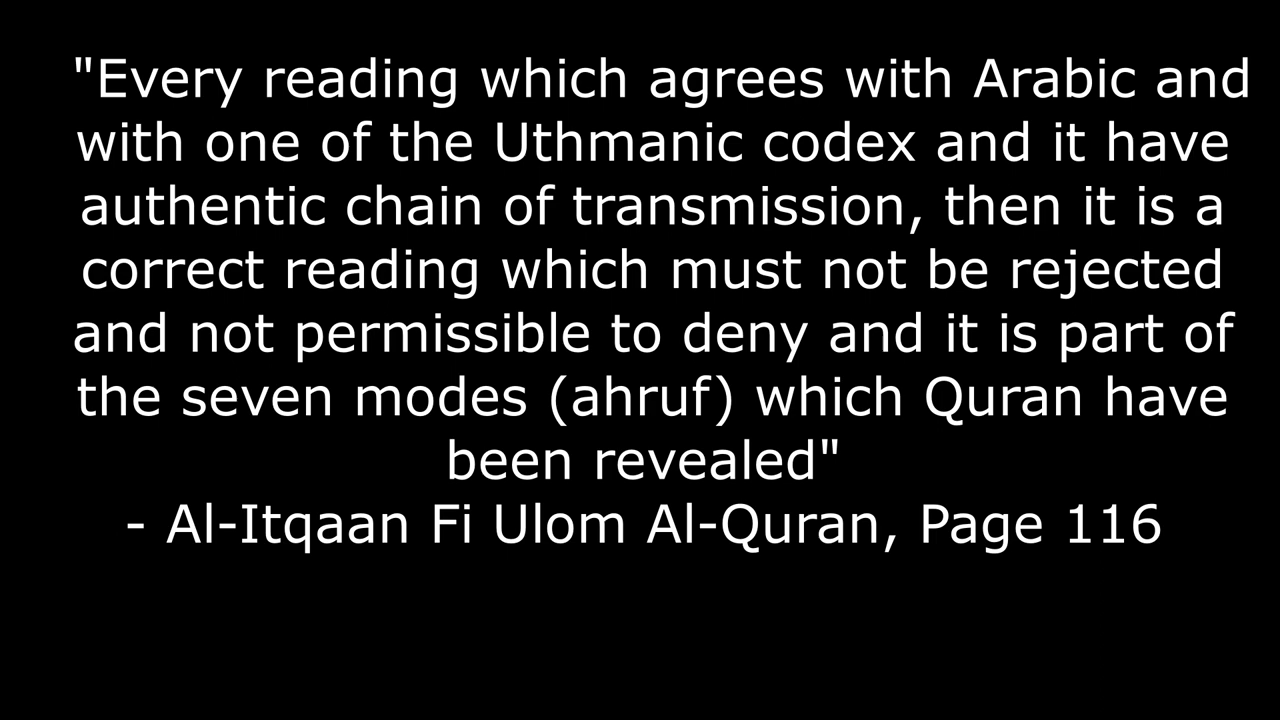 "Every reading which agrees with Arabic and
with one of the Uthmanic codex and it have
authentic chain of transmission, then it is a
correct reading which must not be rejected
and not permissible to deny and it is part of
the seven modes (ahruf) which Quran have
been revealed"
- Al-Itqaan Fi Ulom Al-Quran, Page 116